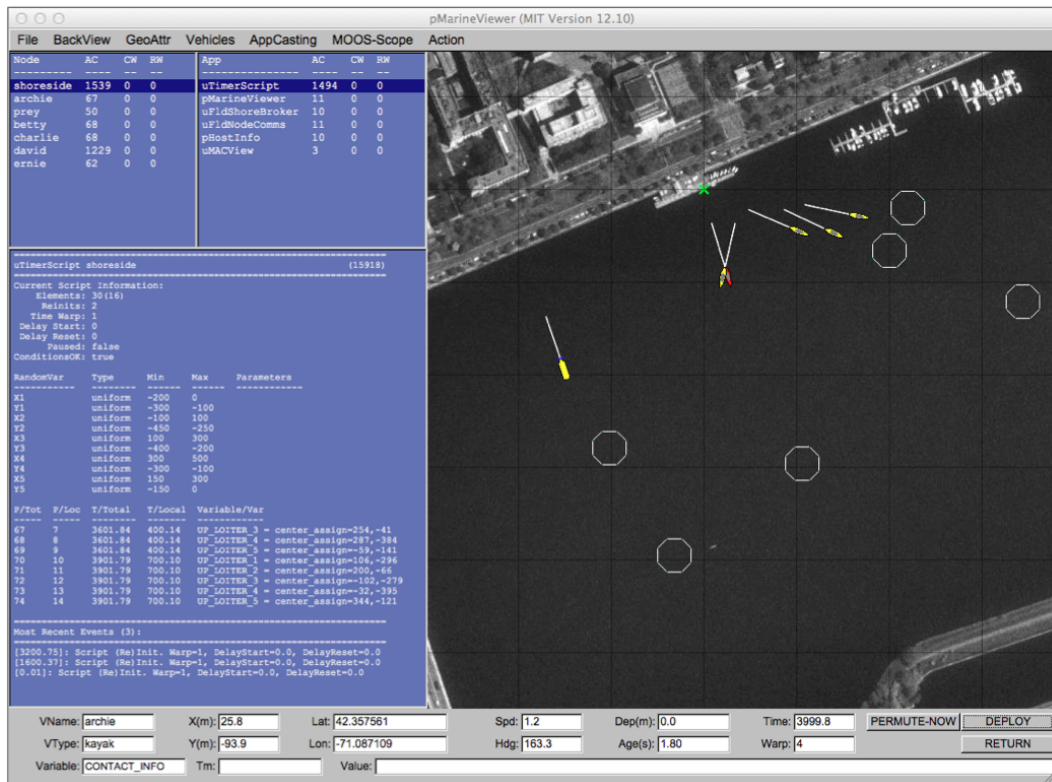 pMarineViewer (MIT Version 12.10)
File BackView GeoAttr Vehicles AppCasting MOOS-Scope Action
Node AC CW RW
shoreside 1539 0 0
archie 67 0 0
prey 50 0 0
betty 68 0 0
charlie 68 0 0
david 1229 0 0
ernie 62 0 0
App AC CW RW
uTimerScript 1494 0 0
pMarineViewer 11 0 0
uFldShoreBroker 10 0 0
uFldNodeComms 11 0 0
pHostInfo 10 0 0
uMACView 3 0 0
uTimerScript shoreside (15918)
Current Script Information:
Elements: 30(16)
Reinits: 2
Time Warp: 1
Delay Start: 0
Delay Reset: 0
Paused: false
ConditionsOK: true
RandomVar Type Min Max Parameters
X1 uniform -200 0
Y1 uniform -300 -100
X2 uniform -100 100
Y2 uniform -450 -250
X3 uniform 100 300
Y3 uniform -400 -200
X4 uniform 300 500
Y4 uniform -300 -100
X5 uniform 150 300
Y5 uniform -150 0
P/Tot P/Loc T/Total T/Local Variable/Var
67 7 3601.84 400.14 UP_LOITER_3 = center_assign=254,-41
68 8 3601.84 400.14 UP_LOITER_4 = center_assign=287,-384
69 9 3601.84 400.14 UP_LOITER_5 = center_assign=-59,-141
70 10 3901.79 700.10 UP_LOITER_1 = center_assign=106,-296
71 11 3901.79 700.10 UP_LOITER_2 = center_assign=200,-66
72 12 3901.79 700.10 UP_LOITER_3 = center_assign=-102,-279
73 13 3901.79 700.10 UP_LOITER_4 = center_assign=-32,-395
74 14 3901.79 700.10 UP_LOITER_5 = center_assign=344,-121
Most Recent Events (3):
[3200.75]: Script (Re)Init. Warp=1, DelayStart=0.0, DelayReset=0.0
[1600.37]: Script (Re)Init. Warp=1, DelayStart=0.0, DelayReset=0.0
[0.01]: Script (Re)Init. Warp=1, DelayStart=0.0, DelayReset=0.0
VName: archie X(m): 25.8 Lat: 42.357561 Spd: 1.2 Dep(m): 0.0 Time: 3999.8 PERMUTE-NOW DEPLOY
VType: kayak Y(m): -93.9 Lon: -71.087109 Hdg: 163.3 Age(s): 1.80 Warp: 4 RETURN
Variable: CONTACT_INFO Tm: Value: